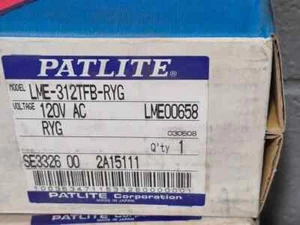 PATLITE®
MODEL LME-312TFB-RYG
VOLTAGE 120V AC LME00658
RYG 030508
Q'ty 1
SE3326 00 2A15111
PATLITE Corporation